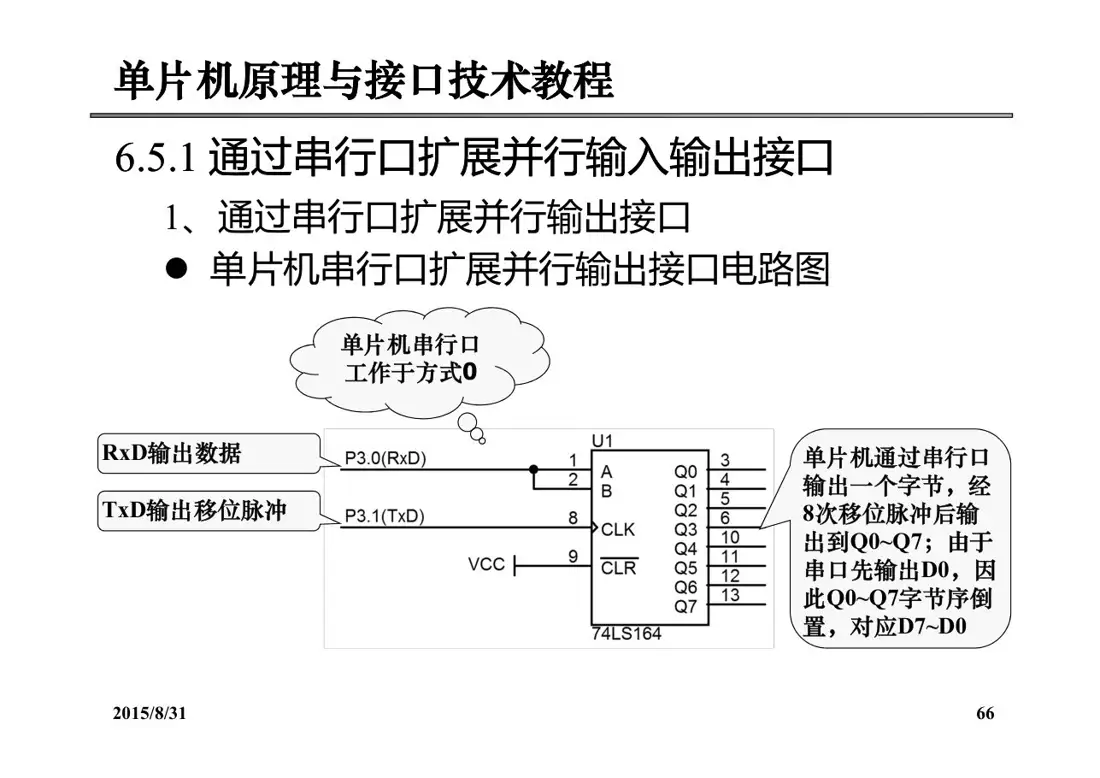 单片机原理与接口技术教程
6.5.1 通过串行口扩展并行输入输出接口
1、通过串行口扩展并行输出接口
● 单片机串行口扩展并行输出接口电路图
单片机串行口
工作于方式0
RxD输出数据
TxD输出移位脉冲
P3.0(RxD)
P3.1(TxD)
VCC
1
2
8
9
U1
A
B
CLK
CLR
Q0
Q1
Q2
Q3
Q4
Q5
Q6
Q7
3
4
5
6
10
11
12
13
74LS164
单片机通过串行口
输出一个字节，经
8次移位脉冲后输
出到Q0~Q7；由于
串口先输出D0，因
此Q0~Q7字节序倒
置，对应D7~D0
2015/8/31
66